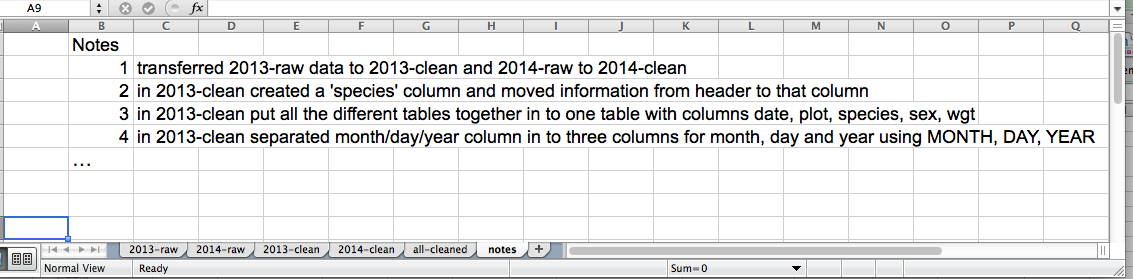 A9 fx
A B C D E F G H I J K L M N O P Q
Notes
1 transferred 2013-raw data to 2013-clean and 2014-raw to 2014-clean
2 in 2013-clean created a 'species' column and moved information from header to that column
3 in 2013-clean put all the different tables together in to one table with columns date, plot, species, sex, wgt
4 in 2013-clean separated month/day/year column in to three columns for month, day and year using MONTH, DAY, YEAR
...
2013-raw 2014-raw 2013-clean 2014-clean all-cleaned notes +
Normal View Ready Sum=0